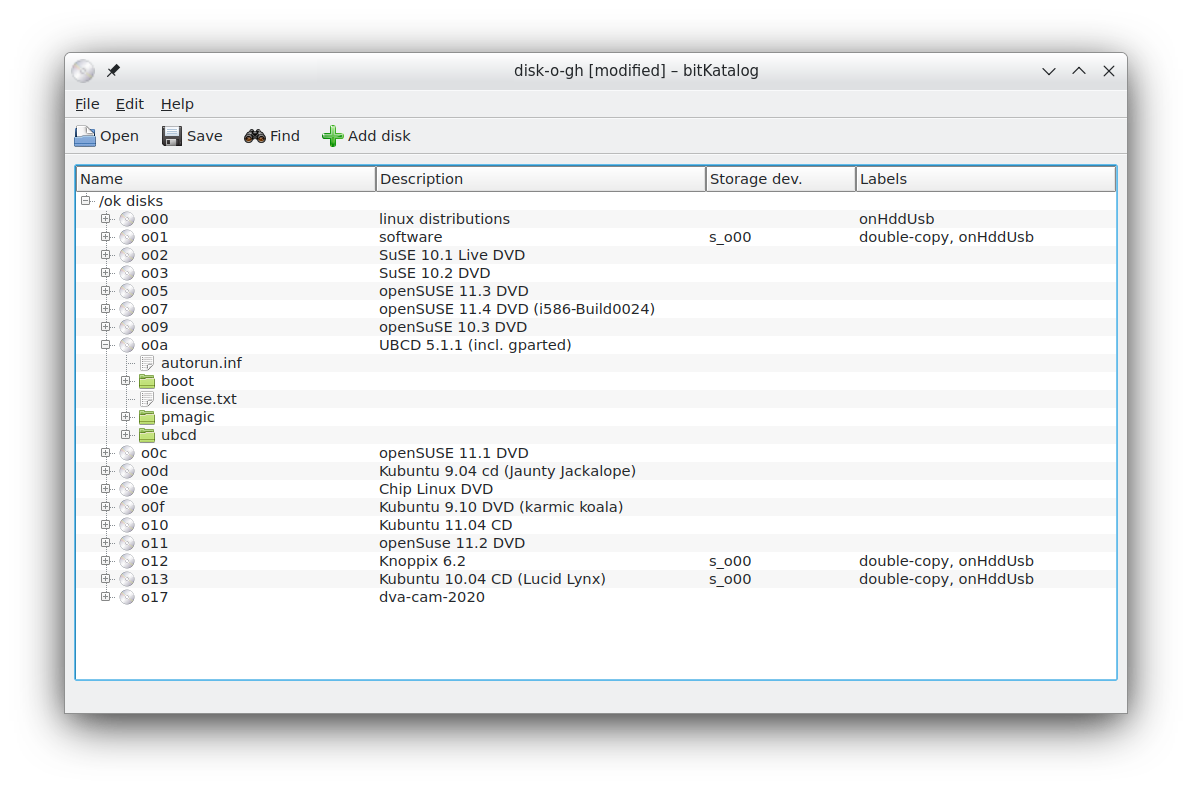 disk-o-gh [modified] – bitKatalog
File Edit Help
Open Save Find Add disk
Name Description Storage dev. Labels
/ok disks
o00 linux distributions onHddUsb
o01 software s_o00 double-copy, onHddUsb
o02 SuSE 10.1 Live DVD
o03 SuSE 10.2 DVD
o05 openSUSE 11.3 DVD
o07 openSUSE 11.4 DVD (i586-Build0024)
o09 openSuSE 10.3 DVD
o0a UBCD 5.1.1 (incl. gparted)
autorun.inf
boot
license.txt
pmagic
ubcd
o0c openSUSE 11.1 DVD
o0d Kubuntu 9.04 cd (Jaunty Jackalope)
o0e Chip Linux DVD
o0f Kubuntu 9.10 DVD (karmic koala)
o10 Kubuntu 11.04 CD
o11 openSuse 11.2 DVD
o12 Knoppix 6.2 s_o00 double-copy, onHddUsb
o13 Kubuntu 10.04 CD (Lucid Lynx) s_o00 double-copy, onHddUsb
o17 dva-cam-2020